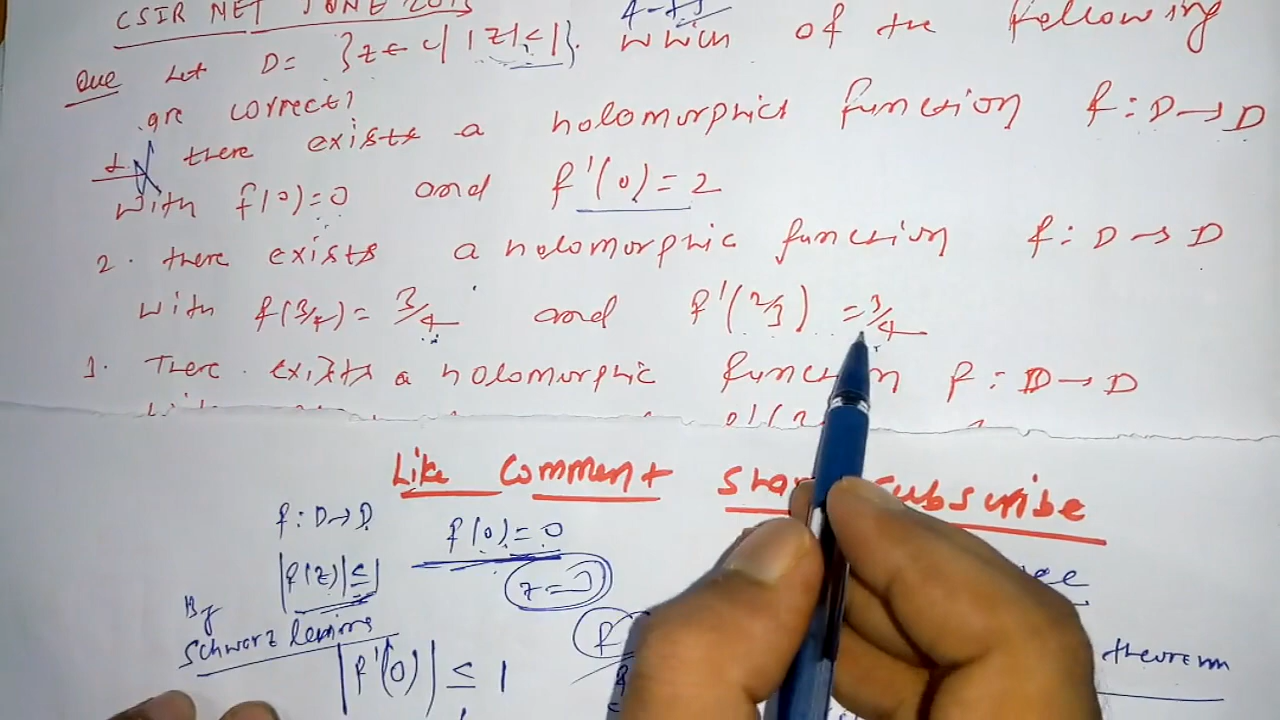 CSIR NET JUNE 2015
Que Let D = {z ∈ ¢ | |z| < 1}. which of the following
are correct?
1. there exists a holomorphic function f : D → D
with f(0) = 0 and f'(0) = 2
2. there exists a holomorphic function f : D → D
with f(3/4) = 3/4 and f'(2/3) = 3/4
There exists a holomorphic function f : D → D
Like Comment Share Subscribe
f : D → D f(0) = 0
|f(z)| ≤ 1
By
Schwarz lemma
|f'(0)| ≤ 1
theorem